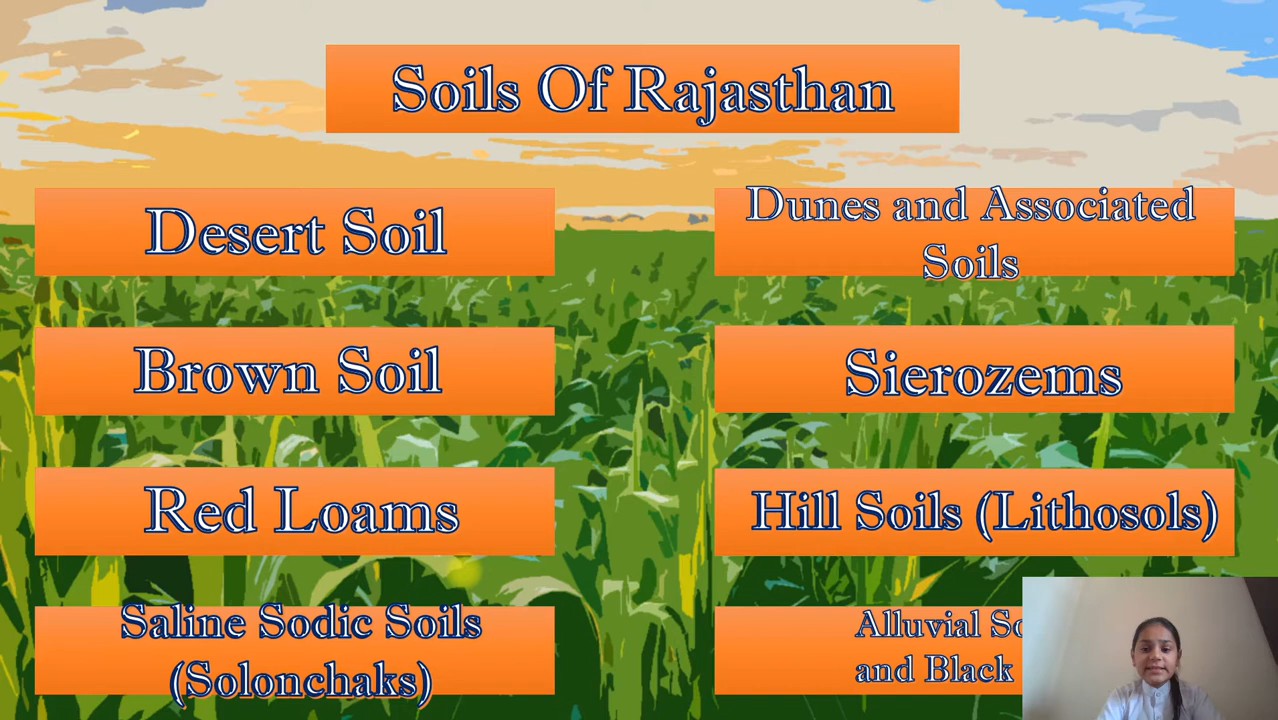 Soils Of Rajasthan
Desert Soil
Dunes and Associated
Soils
Brown Soil
Sierozems
Red Loams
Hill Soils (Lithosols)
Saline Sodic Soils
(Solonchaks)
Alluvial
and Black